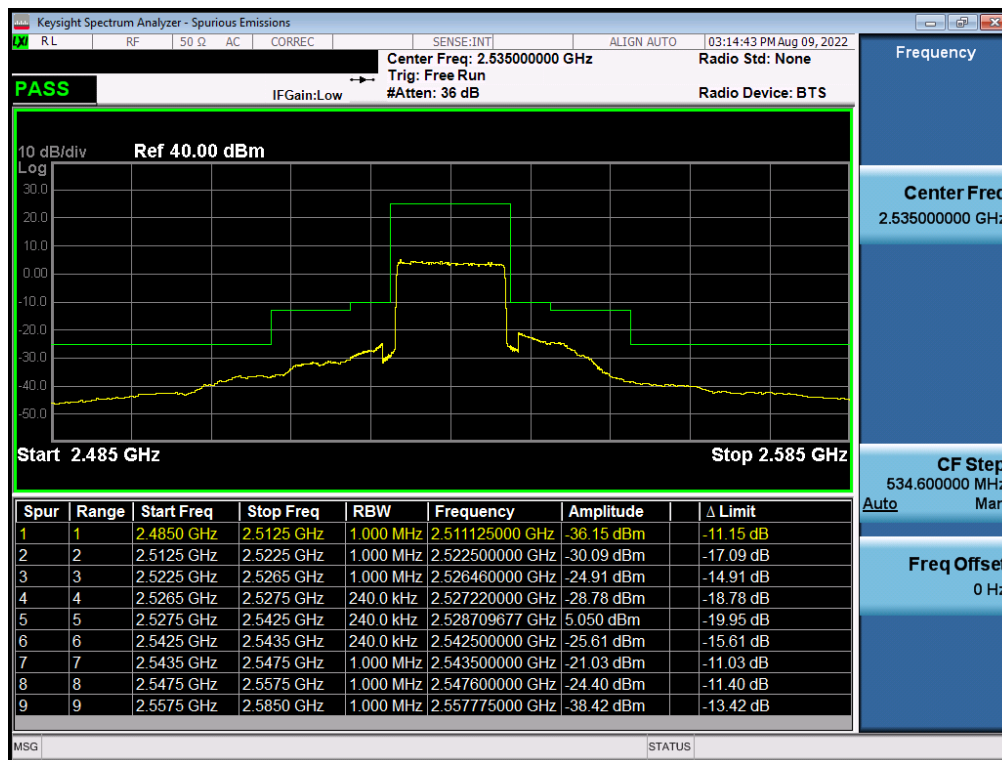 Keysight Spectrum Analyzer - Spurious Emissions
LXI RL RF 50 Ω AC CORREC SENSE:INT ALIGN AUTO 03:14:43 PM Aug 09, 2022
Center Freq: 2.535000000 GHz Radio Std: None
Trig: Free Run
PASS IFGain:Low #Atten: 36 dB Radio Device: BTS
10 dB/div Ref 40.00 dBm
Log
30.0
20.0
10.0
0.00
-10.0
-20.0
-30.0
-40.0
-50.0
Start 2.485 GHz Stop 2.585 GHz
Spur Range Start Freq Stop Freq RBW Frequency Amplitude Δ Limit
1 1 2.4850 GHz 2.5125 GHz 1.000 MHz 2.511125000 GHz -36.15 dBm -11.15 dB
2 2 2.5125 GHz 2.5225 GHz 1.000 MHz 2.522500000 GHz -30.09 dBm -17.09 dB
3 3 2.5225 GHz 2.5265 GHz 1.000 MHz 2.526460000 GHz -24.91 dBm -14.91 dB
4 4 2.5265 GHz 2.5275 GHz 240.0 kHz 2.527220000 GHz -28.78 dBm -18.78 dB
5 5 2.5275 GHz 2.5425 GHz 240.0 kHz 2.528709677 GHz 5.050 dBm -19.95 dB
6 6 2.5425 GHz 2.5435 GHz 240.0 kHz 2.542500000 GHz -25.61 dBm -15.61 dB
7 7 2.5435 GHz 2.5475 GHz 1.000 MHz 2.543500000 GHz -21.03 dBm -11.03 dB
8 8 2.5475 GHz 2.5575 GHz 1.000 MHz 2.547600000 GHz -24.40 dBm -11.40 dB
9 9 2.5575 GHz 2.5850 GHz 1.000 MHz 2.557775000 GHz -38.42 dBm -13.42 dB
MSG STATUS
Frequency
Center Freq
2.535000000 GHz
CF Step
534.600000 MHz
Auto Man
Freq Offset
0 Hz